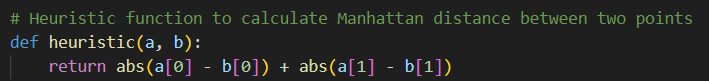 # Heuristic function to calculate Manhattan distance between two points
def heuristic(a, b):
    return abs(a[0] - b[0]) + abs(a[1] - b[1])